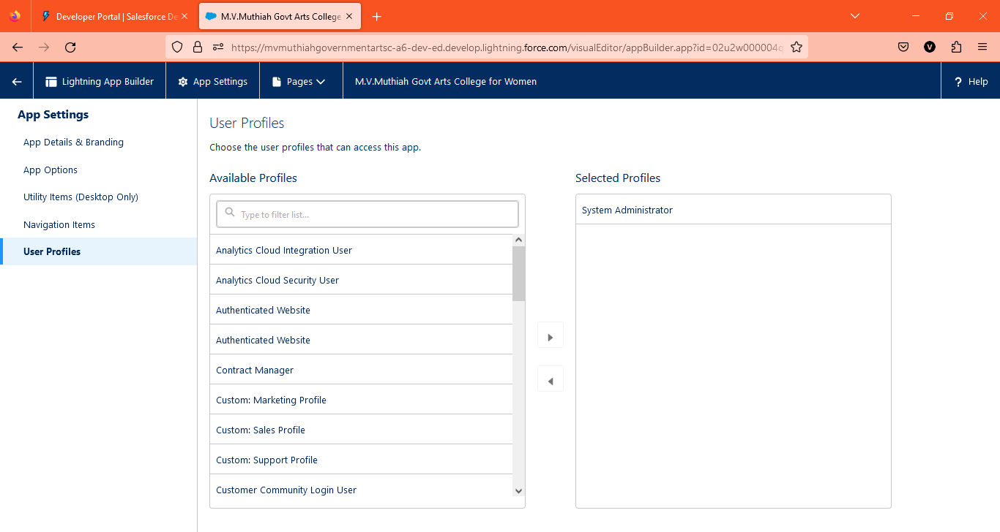 Developer Portal | Salesforce De
M.V.Muthiah Govt Arts College
https://mvmuthiahgovernmentartsc-a6-dev-ed.develop.lightning.force.com/visualEditor/appBuilder.app?id=02u2w000004q
V
Lightning App Builder
App Settings
Pages
M.V.Muthiah Govt Arts College for Women
? Help
App Settings
App Details & Branding
App Options
Utility Items (Desktop Only)
Navigation Items
User Profiles
User Profiles
Choose the user profiles that can access this app.
Available Profiles
Type to filter list...
Analytics Cloud Integration User
Analytics Cloud Security User
Authenticated Website
Authenticated Website
Contract Manager
Custom: Marketing Profile
Custom: Sales Profile
Custom: Support Profile
Customer Community Login User
Selected Profiles
System Administrator